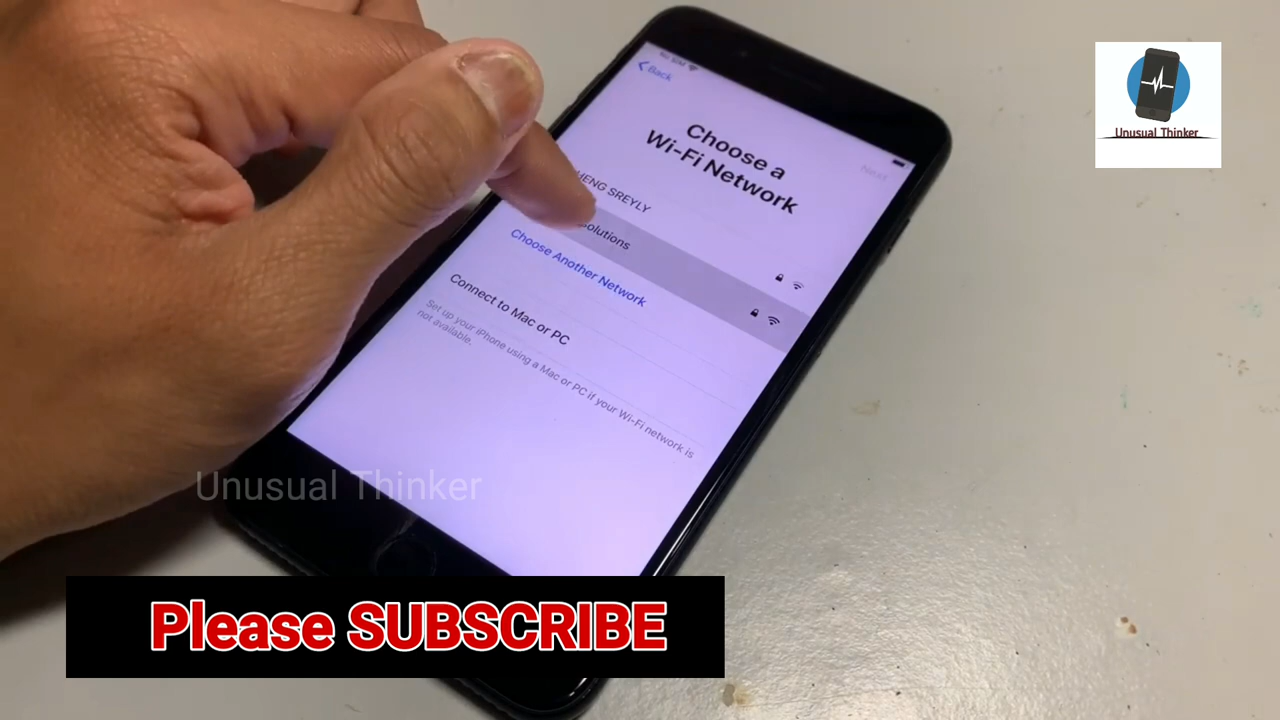 No SIM
Back
Next
Choose a
Wi-Fi Network
HENG SREYLY
Solutions
Choose Another Network
Connect to Mac or PC
Set up your iPhone using a Mac or PC if your Wi-Fi network is
not available.
Unusual Thinker
Unusual Thinker
Please SUBSCRIBE